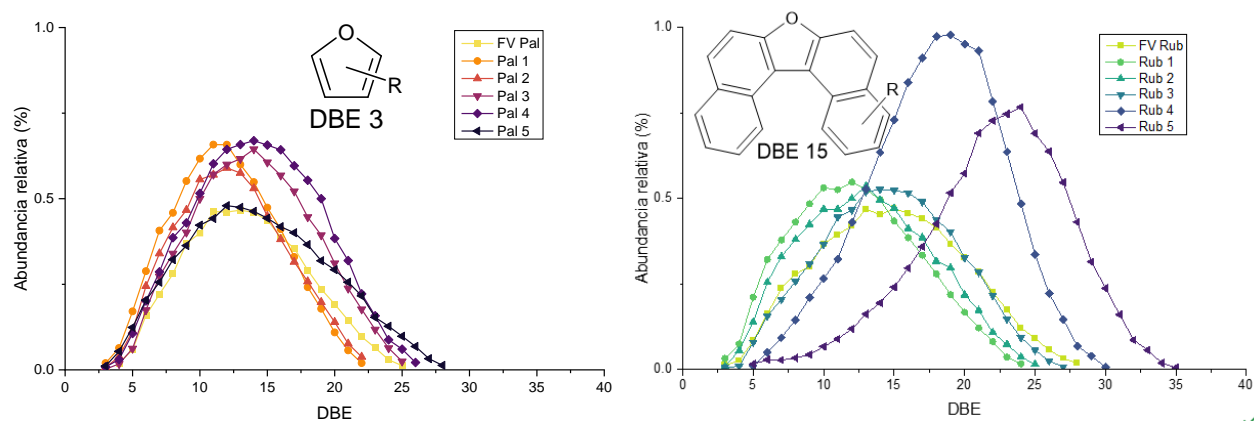 Abundancia relativa (%)
1.0
0.5
0.0
0
5
10
15
20
25
30
35
40
DBE
O
R
DBE 3
FV Pal
Pal 1
Pal 2
Pal 3
Pal 4
Pal 5
Abundancia relativa (%)
1.0
0.5
0.0
0
5
10
15
20
25
30
35
40
DBE
O
R
DBE 15
FV Rub
Rub 1
Rub 2
Rub 3
Rub 4
Rub 5